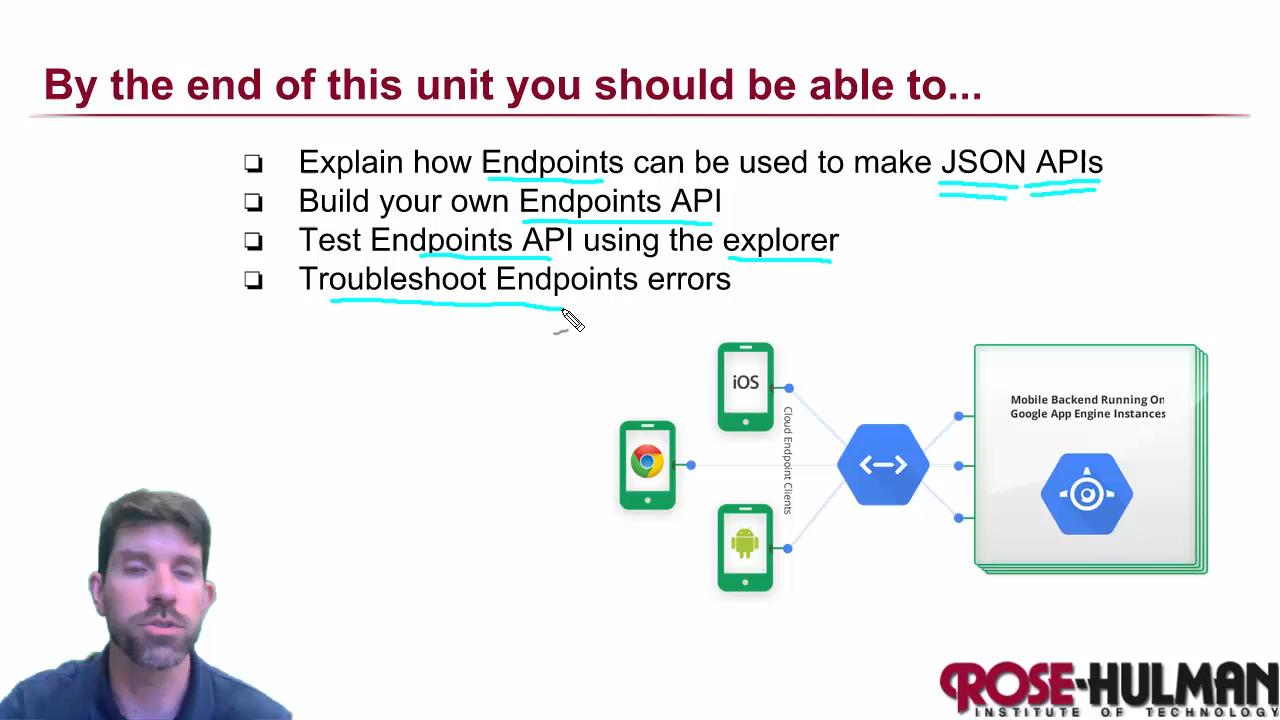 By the end of this unit you should be able to...
Explain how Endpoints can be used to make JSON APIs
Build your own Endpoints API
Test Endpoints API using the explorer
Troubleshoot Endpoints errors
iOS
Cloud Endpoint Clients
Mobile Backend Running On
Google App Engine Instances
ROSE-HULMAN
INSTITUTE OF TECHNOLOGY